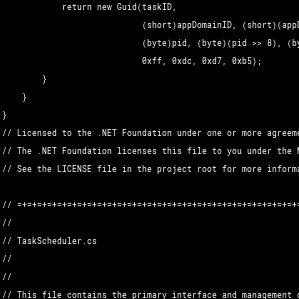 return new Guid(taskID,
(short)appDomainID, (short)(appD
(byte)pid, (byte)(pid >> 8), (by
0xff, 0xdc, 0xd7, 0xb5);
}
}
}
// Licensed to the .NET Foundation under one or more agreeme
// The .NET Foundation licenses this file to you under the M
// See the LICENSE file in the project root for more informa
// =+=+=+=+=+=+=+=+=+=+=+=+=+=+=+=+=+=+=+=+=+=+=+=+=+=+=+=+=
//
// TaskScheduler.cs
//
//
// This file contains the primary interface and management o